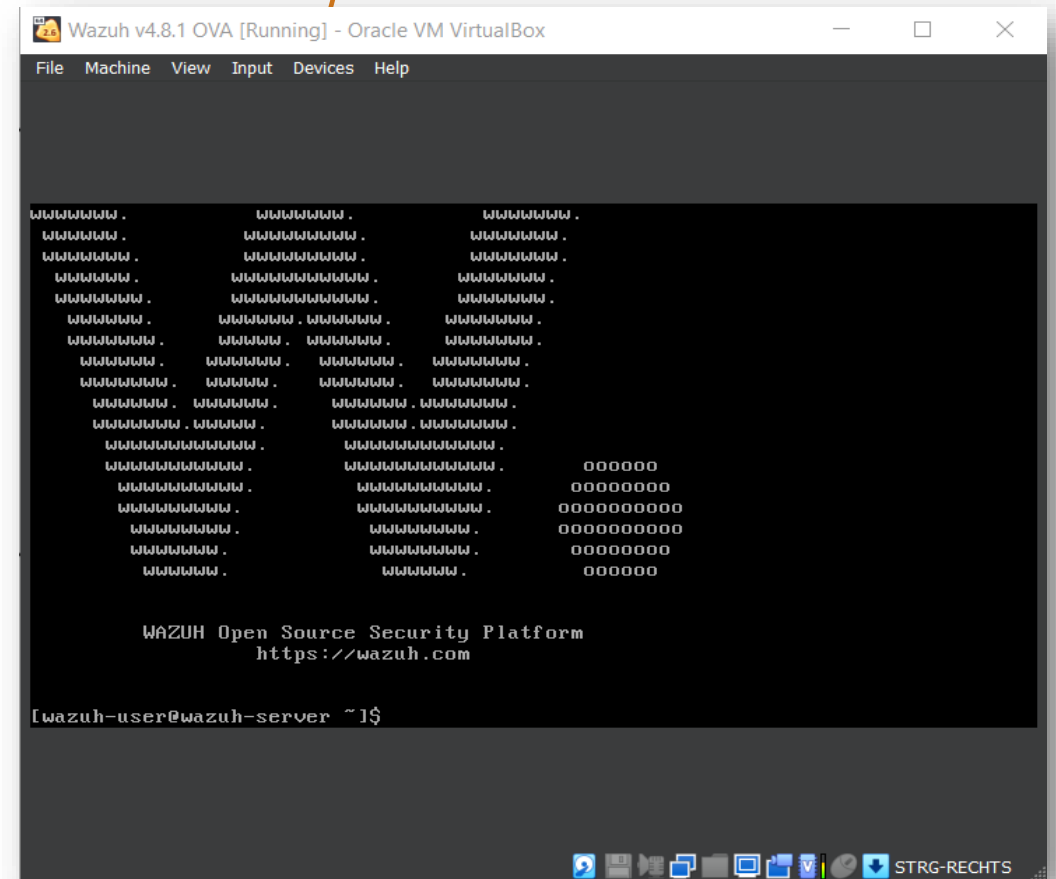 Wazuh v4.8.1 OVA [Running] - Oracle VM VirtualBox
File Machine View Input Devices Help
wwwwwww.          wwwwwww.          wwwwwww.
 wwwwww.         wwwwwwwww.        wwwwwww.
 wwwwwww.        wwwwwwwww.        wwwwwww.
  wwwwww.       wwwwwwwwwww.      wwwwwww.
  wwwwwww.      wwwwwwwwwww.      wwwwwww.
   wwwwww.     wwwwww.wwwwww.    wwwwwww.
   wwwwwww.    wwwww. wwwwww.    wwwwwww.
    wwwwww.   wwwwww.  wwwwww.  wwwwwww.
    wwwwwww.  wwwww.   wwwwww.  wwwwwww.
     wwwwww. wwwwww.    wwwwww.wwwwwww.
     wwwwwww.wwwww.     wwwwww.wwwwwww.
      wwwwwwwwwwww.      wwwwwwwwwwww.
      wwwwwwwwwww.       wwwwwwwwwwww.      oooooo
       wwwwwwwwww.        wwwwwwwwww.      oooooooo
       wwwwwwwww.         wwwwwwwwww.     oooooooooo
        wwwwwwww.          wwwwwwww.      oooooooooo
        wwwwwww.           wwwwwwww.       oooooooo
         wwwwww.            wwwwww.         oooooo
WAZUH Open Source Security Platform
https://wazuh.com
[wazuh-user@wazuh-server ~]$
STRG-RECHTS